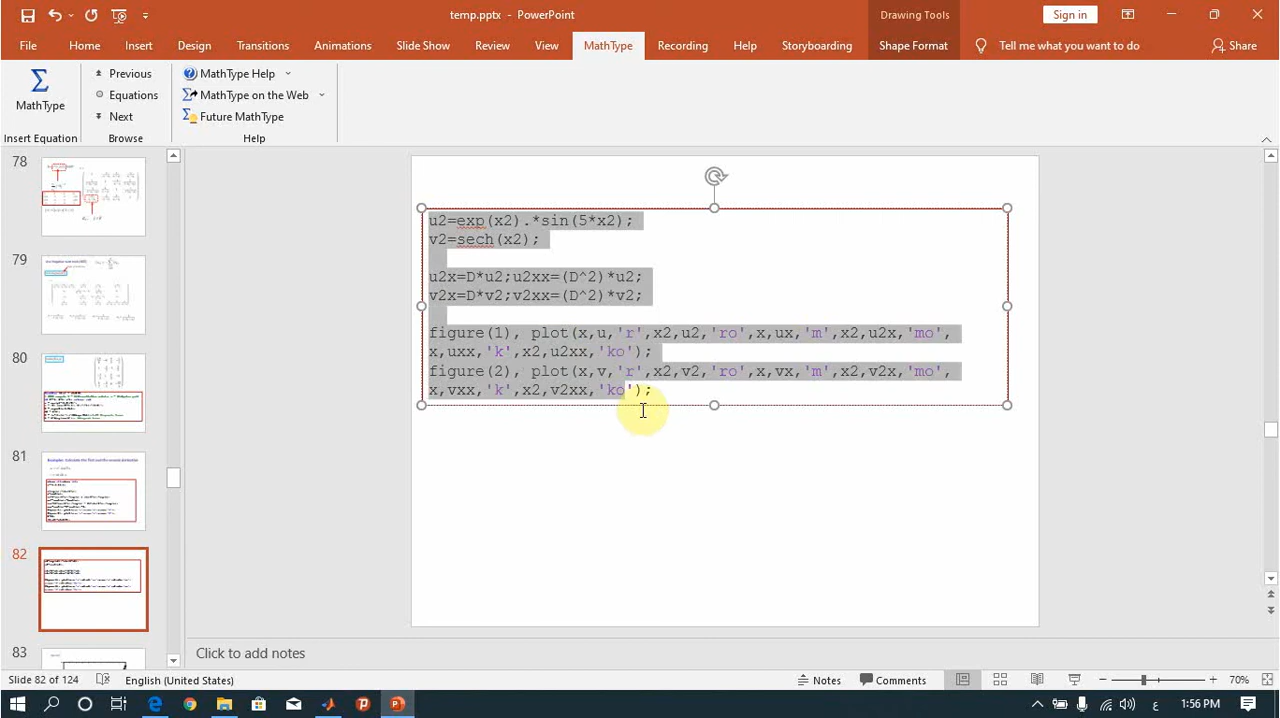 temp.pptx - PowerPoint
Drawing Tools
Sign in
File Home Insert Design Transitions Animations Slide Show Review View MathType Recording Help Storyboarding Shape Format Tell me what you want to do Share
MathType
Insert Equation
Previous
Equations
Next
Browse
MathType Help
MathType on the Web
Future MathType
Help
78
79
80
81
82
83
u2=exp(x2).*sin(5*x2);
v2=sech(x2);
u2x=D*u2;u2xx=(D^2)*u2;
v2x=D*v2;v2xx=(D^2)*v2;
figure(1), plot(x,u,'r',x2,u2,'ro',x,ux,'m',x2,u2x,'mo',
x,uxx,'k',x2,u2xx,'ko');
figure(2), plot(x,v,'r',x2,v2,'ro',x,vx,'m',x2,v2x,'mo',
x,vxx,'k',x2,v2xx,'ko');
Click to add notes
Slide 82 of 124 English (United States) Notes Comments 70%
ع 1:56 PM